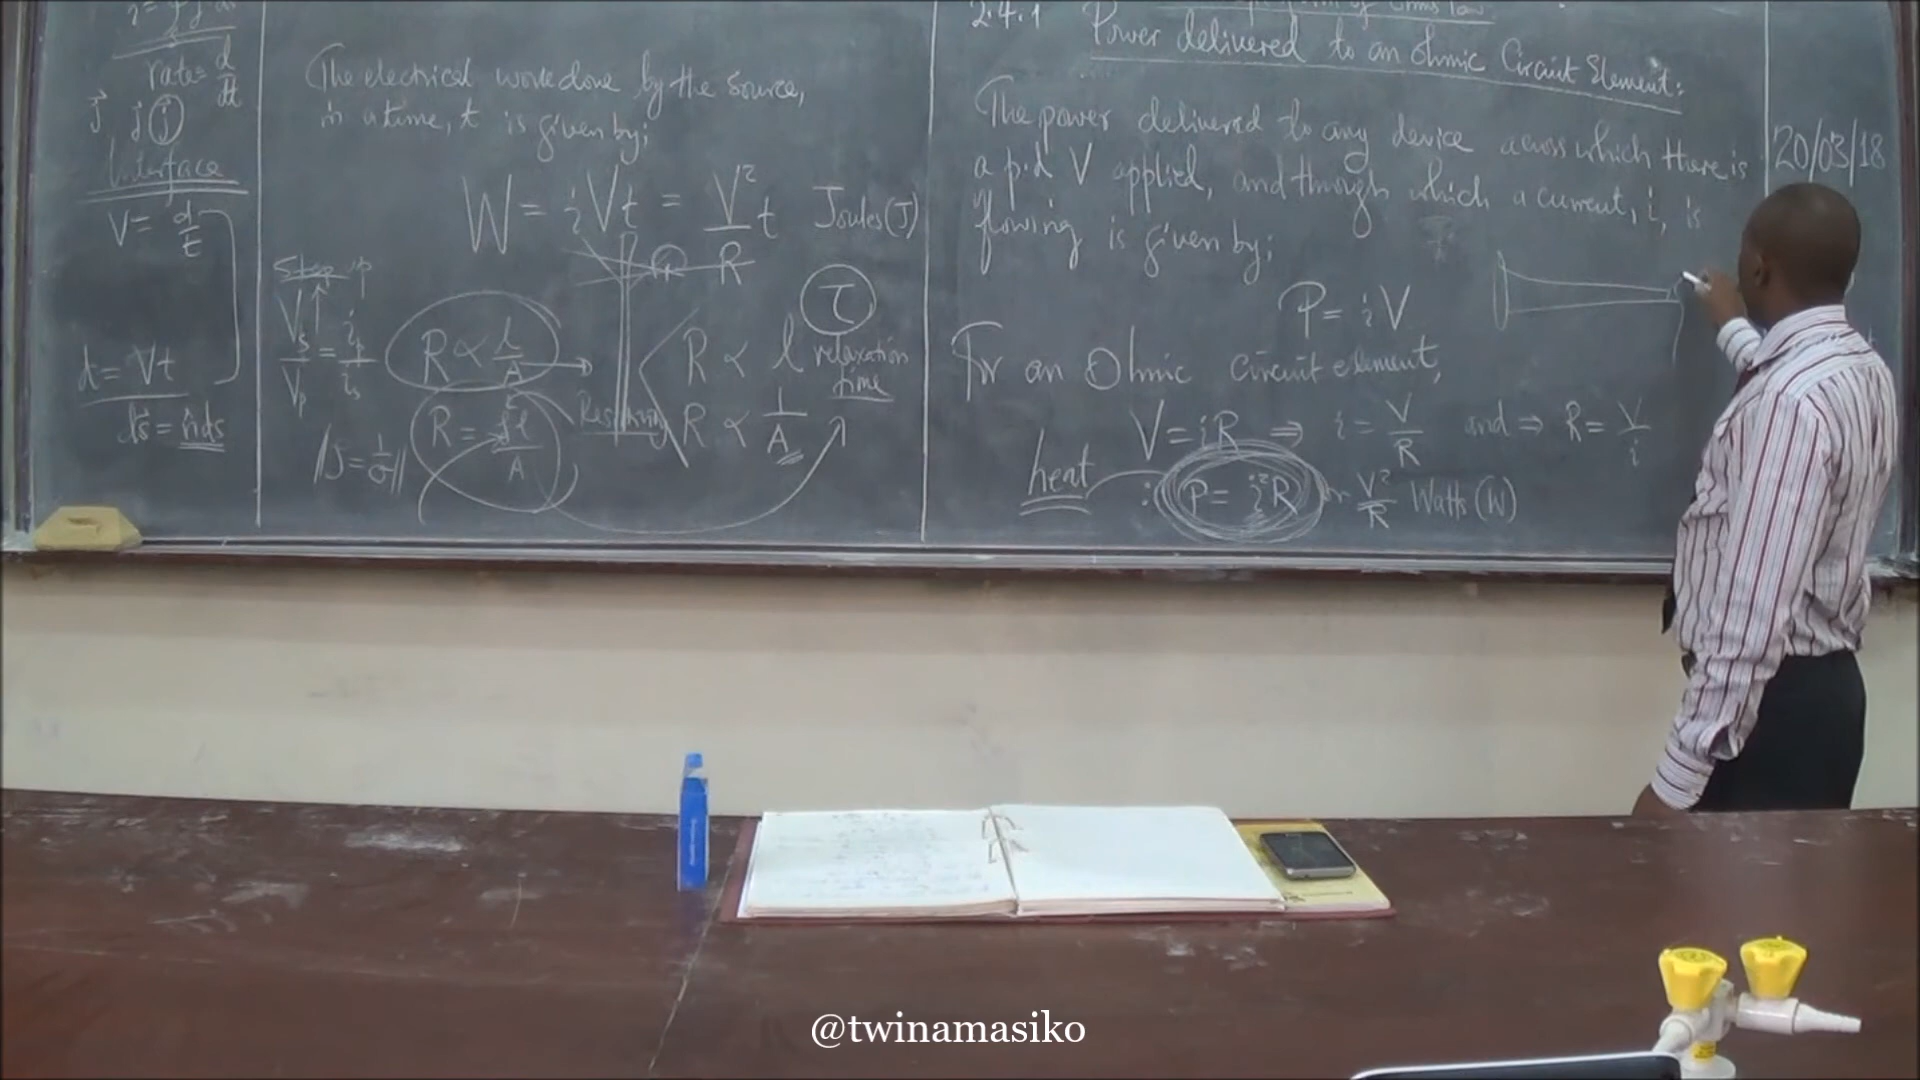 rate = d/dt
j j (j)
Interface
V = d/t
d = Vt
ds = n̂ds
The electrical work done by the source,
in a time, t is given by;
W = iVt = V²/R t Joules (J)
Step up
Vs/Vp = ip/is
R ∝ l/A
R ∝ l
τ
relaxation
time
R = ρl/A
R ∝ 1/A
ρ = 1/σ
2.4.1 Power delivered to an ohmic Circuit Element:
The power delivered to any device across which there is
a p.d V applied, and through which a current, i, is
flowing is given by;
P = iV
For an Ohmic circuit element,
V = iR ⇒ i = V/R and ⇒ R = V/i
heat
∴ P = i²R or V²/R Watts (W)
20/03/18
@twinamasiko